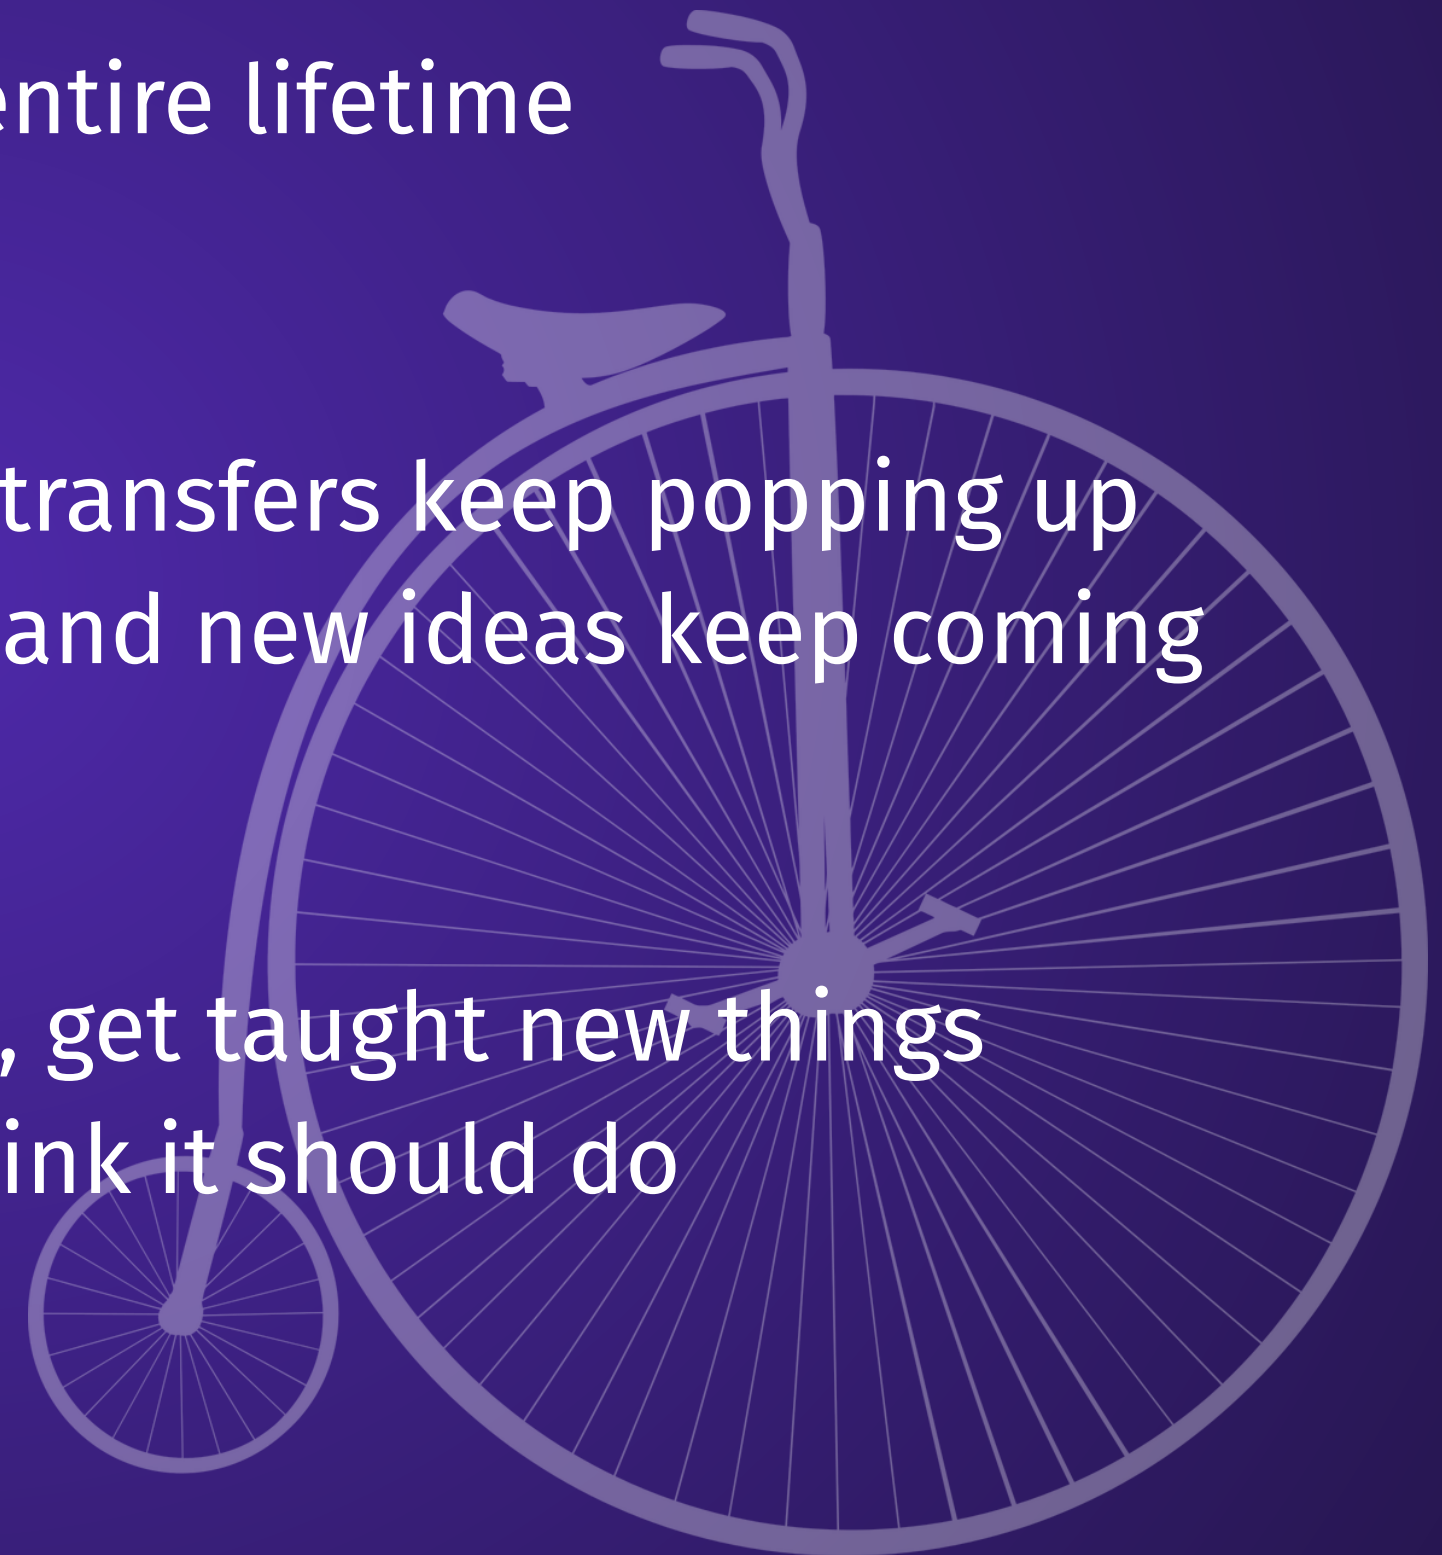 entire lifetime
transfers keep popping up
and new ideas keep coming
, get taught new things
ink it should do